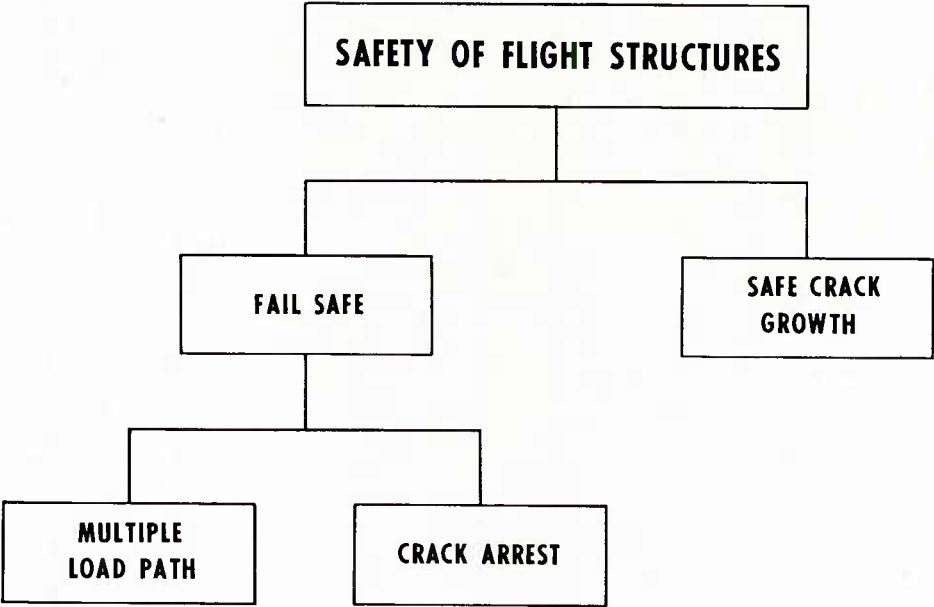 SAFETY OF FLIGHT STRUCTURES
FAIL SAFE
SAFE CRACK
GROWTH
MULTIPLE
LOAD PATH
CRACK ARREST